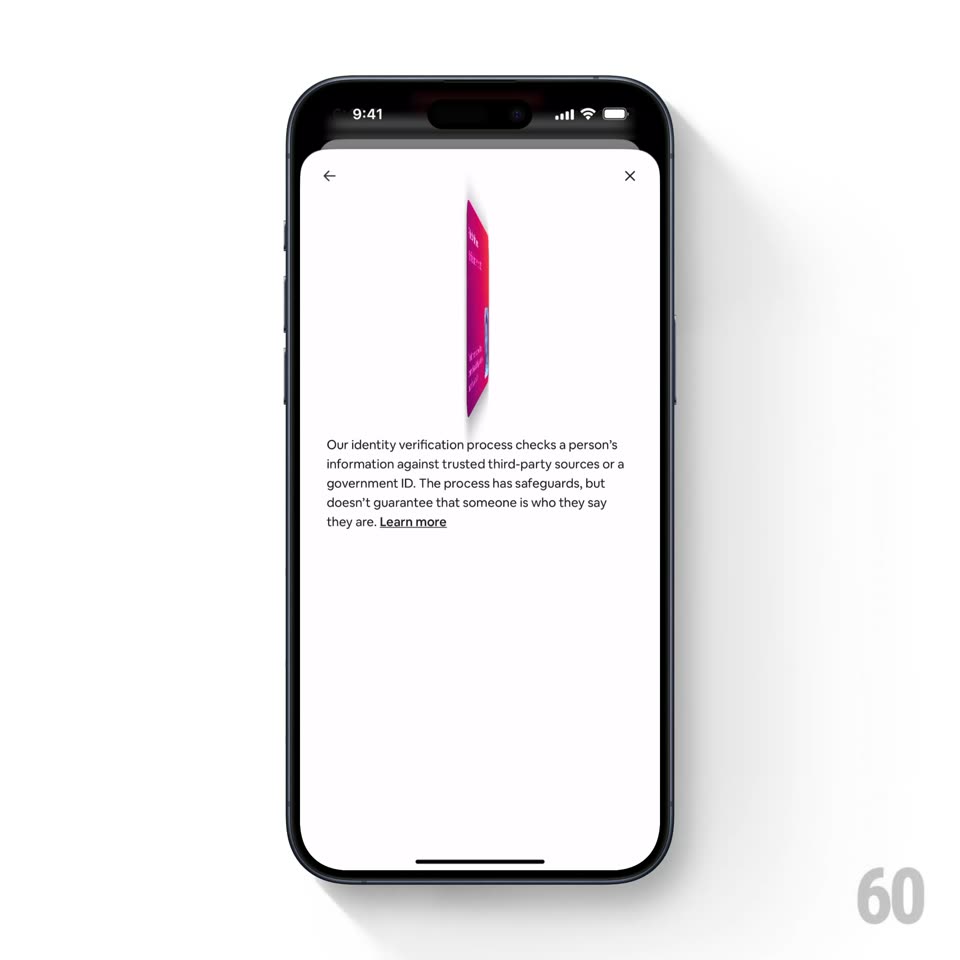 9:41
Our identity verification process checks a person’s
information against trusted third-party sources or a
government ID. The process has safeguards, but
doesn’t guarantee that someone is who they say
they are. Learn more
60